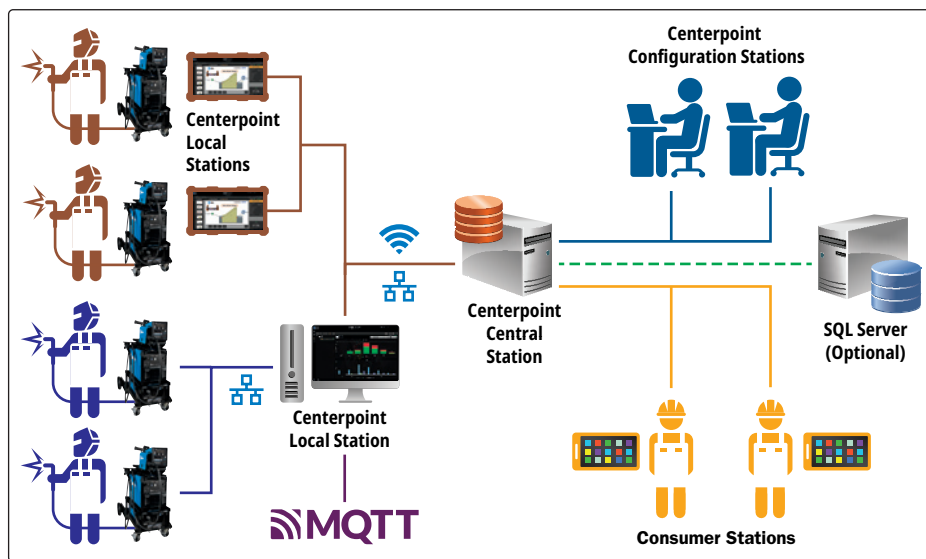 Centerpoint
Configuration Stations
Centerpoint
Local
Stations
Centerpoint
Central
Station
SQL Server
(Optional)
Centerpoint
Local Station
MQTT
Consumer Stations